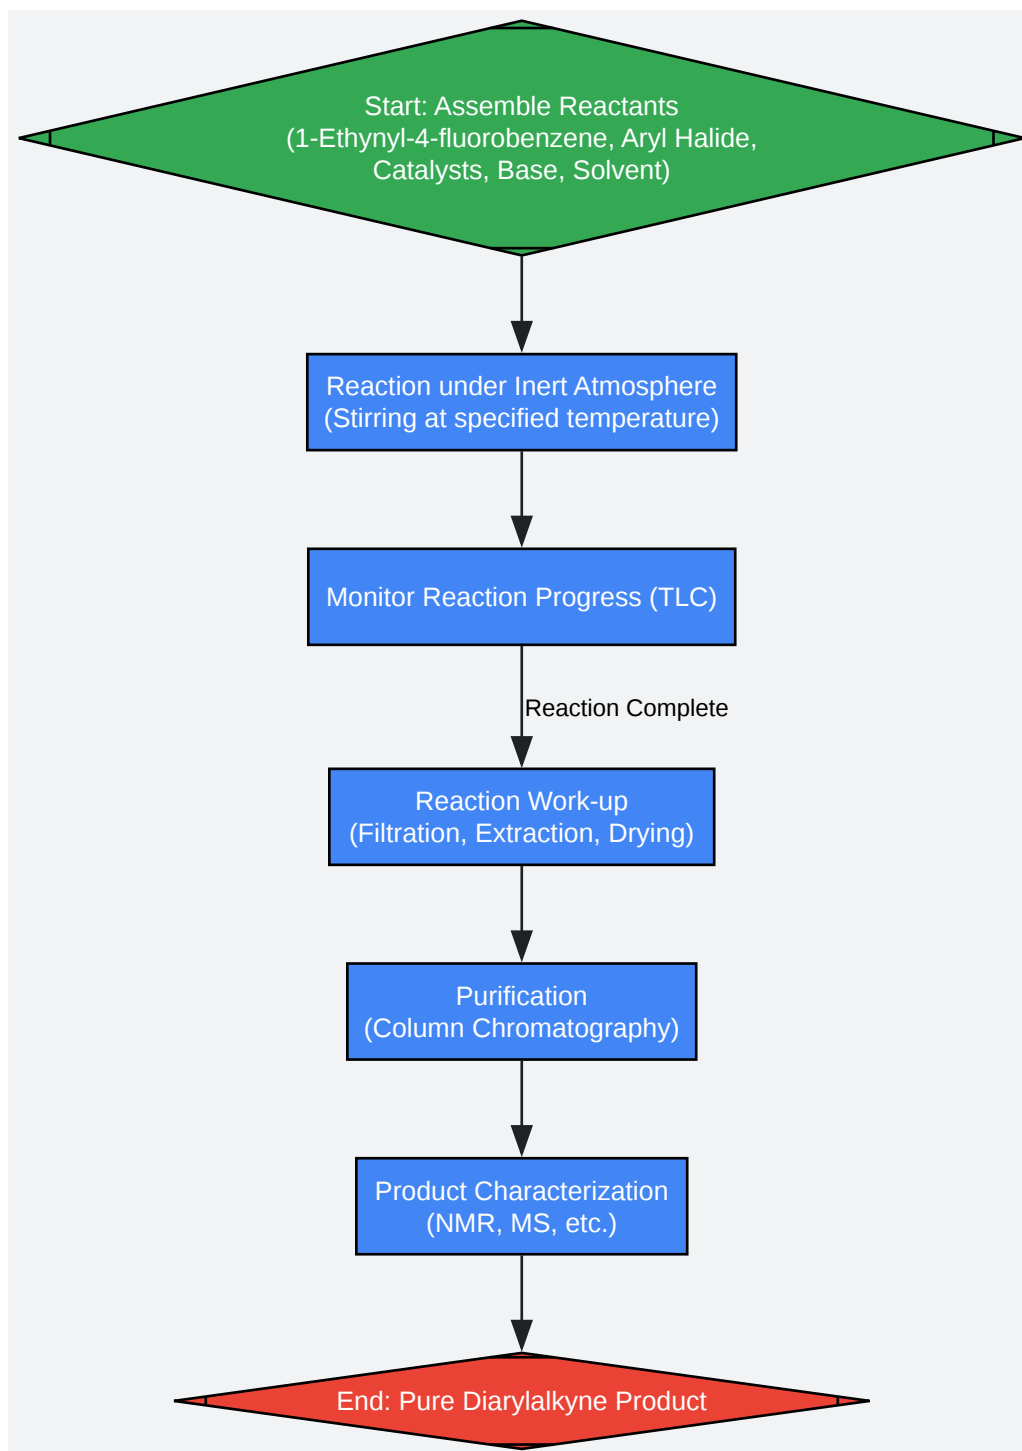 Start: Assemble Reactants
(1-Ethynyl-4-fluorobenzene, Aryl Halide,
Catalysts, Base, Solvent)
Reaction under Inert Atmosphere
(Stirring at specified temperature)
Monitor Reaction Progress (TLC)
Reaction Complete
Reaction Work-up
(Filtration, Extraction, Drying)
Purification
(Column Chromatography)
Product Characterization
(NMR, MS, etc.)
End: Pure Diarylalkyne Product